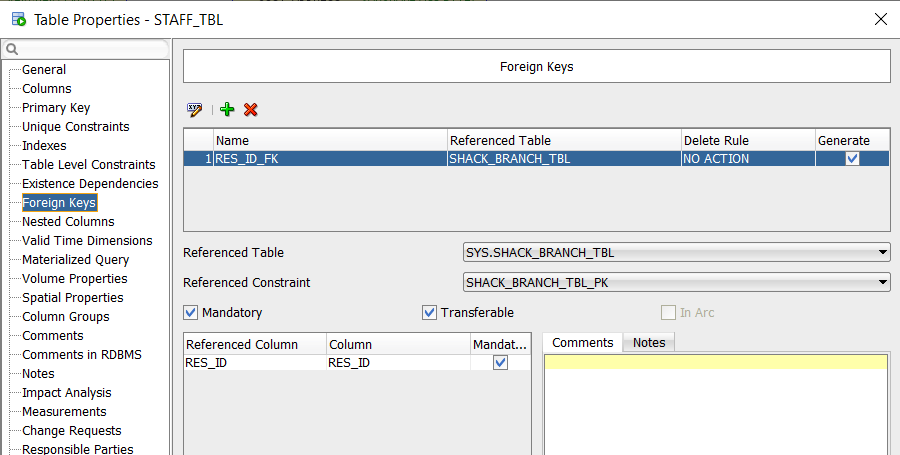 Table Properties - STAFF_TBL
General
Columns
Primary Key
Unique Constraints
Indexes
Table Level Constraints
Existence Dependencies
Foreign Keys
Nested Columns
Valid Time Dimensions
Materialized Query
Volume Properties
Spatial Properties
Column Groups
Comments
Comments in RDBMS
Notes
Impact Analysis
Measurements
Change Requests
Responsible Parties
Foreign Keys
Name Referenced Table Delete Rule Generate
1 RES_ID_FK SHACK_BRANCH_TBL NO ACTION
Referenced Table SYS.SHACK_BRANCH_TBL
Referenced Constraint SHACK_BRANCH_TBL_PK
Mandatory Transferable In Arc
Referenced Column Column Mandat...
RES_ID RES_ID
Comments Notes